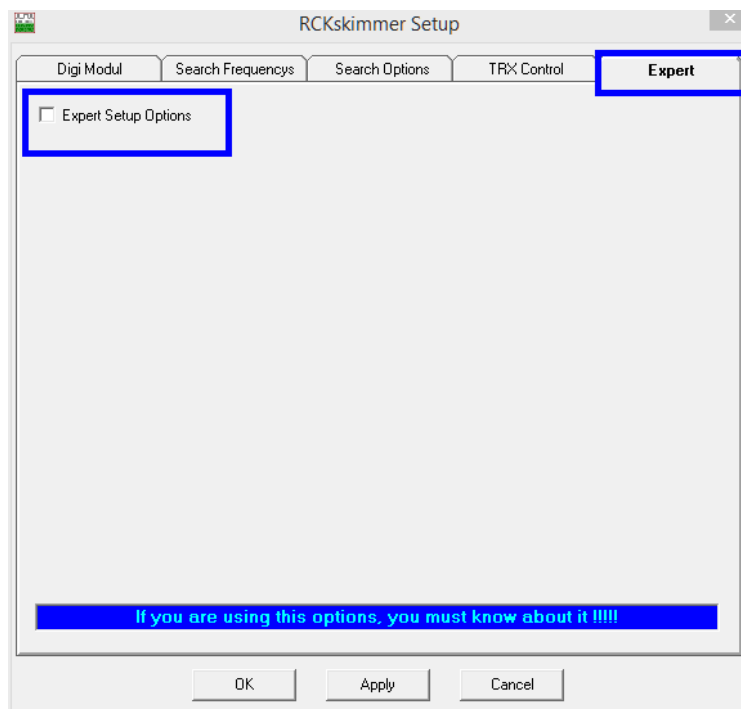 RCKskimmer Setup
Digi Modul Search Frequencys Search Options TRX Control Expert
Expert Setup Options
If you are using this options, you must know about it !!!!!
OK Apply Cancel